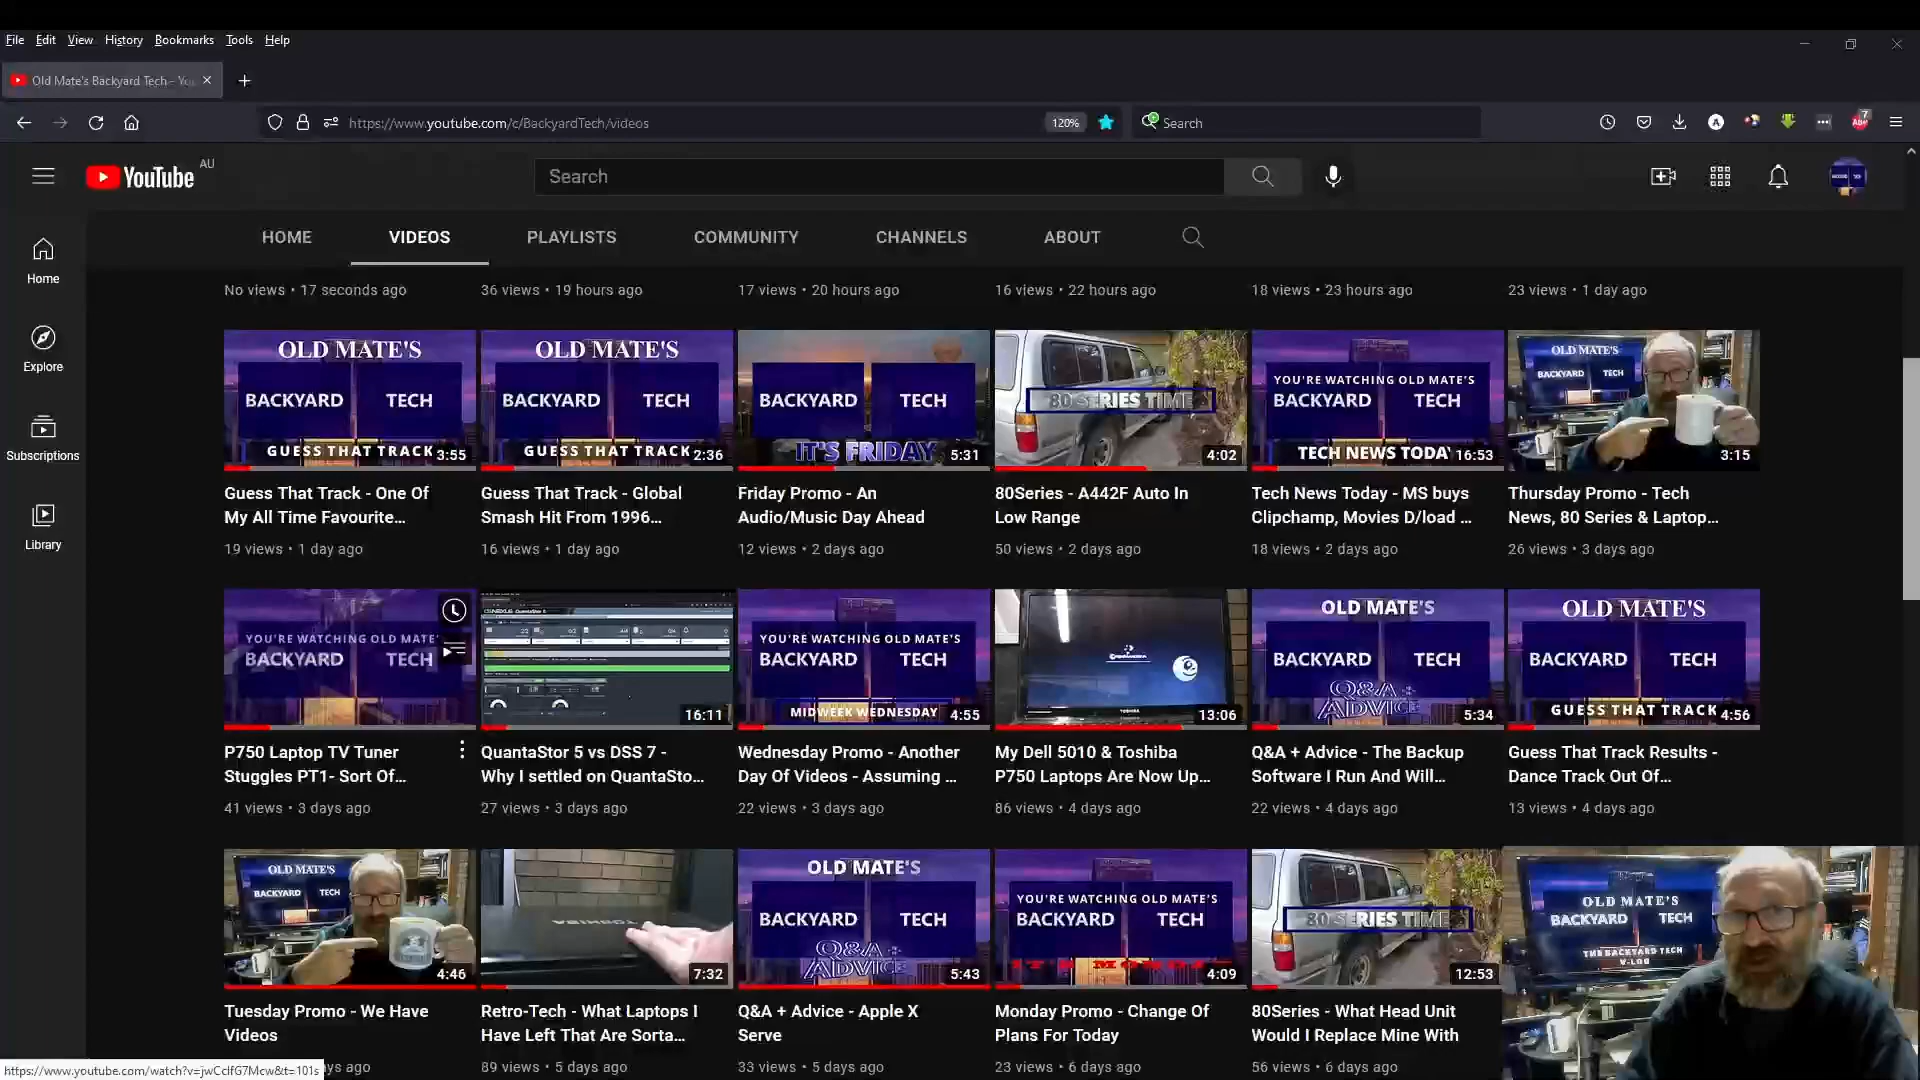 File Edit View History Bookmarks Tools Help
Old Mate's Backyard Tech - You
https://www.youtube.com/c/BackyardTech/videos
120%
Search
7
YouTube AU
Search
HOME VIDEOS PLAYLISTS COMMUNITY CHANNELS ABOUT
Home
Explore
Subscriptions
Library
No views • 17 seconds ago
36 views • 19 hours ago
17 views • 20 hours ago
16 views • 22 hours ago
18 views • 23 hours ago
23 views • 1 day ago
OLD MATE'S
BACKYARD TECH
GUESS THAT TRACK 3:55
Guess That Track - One Of
My All Time Favourite...
19 views • 1 day ago
OLD MATE'S
BACKYARD TECH
GUESS THAT TRACK 2:36
Guess That Track - Global
Smash Hit From 1996...
16 views • 1 day ago
BACKYARD TECH
IT'S FRIDAY 5:31
Friday Promo - An
Audio/Music Day Ahead
12 views • 2 days ago
80 SERIES TIME
4:02
80Series - A442F Auto In
Low Range
50 views • 2 days ago
YOU'RE WATCHING OLD MATE'S
BACKYARD TECH
TECH NEWS TODAY 16:53
Tech News Today - MS buys
Clipchamp, Movies D/load ...
18 views • 2 days ago
OLD MATE'S
BACKYARD TECH
3:15
Thursday Promo - Tech
News, 80 Series & Laptop...
26 views • 3 days ago
YOU'RE WATCHING OLD MATE'
BACKYARD TECH
P750 Laptop TV Tuner
Stuggles PT1- Sort Of...
41 views • 3 days ago
16:11
QuantaStor 5 vs DSS 7 -
Why I settled on QuantaSto...
27 views • 3 days ago
YOU'RE WATCHING OLD MATE'S
BACKYARD TECH
MIDWEEK WEDNESDAY 4:55
Wednesday Promo - Another
Day Of Videos - Assuming ...
22 views • 3 days ago
TOSHIBA
13:06
My Dell 5010 & Toshiba
P750 Laptops Are Now Up...
86 views • 4 days ago
OLD MATE'S
BACKYARD TECH
Q&A +
ADVICE 5:34
Q&A + Advice - The Backup
Software I Run And Will...
22 views • 4 days ago
OLD MATE'S
BACKYARD TECH
GUESS THAT TRACK 4:56
Guess That Track Results -
Dance Track Out Of...
13 views • 4 days ago
OLD MATE'S
BACKYARD TECH
4:46
Tuesday Promo - We Have
Videos
ys ago
TOSHIBA
7:32
Retro-Tech - What Laptops I
Have Left That Are Sorta...
89 views • 5 days ago
OLD MATE'S
BACKYARD TECH
Q&A +
ADVICE 5:43
Q&A + Advice - Apple X
Serve
33 views • 5 days ago
YOU'RE WATCHING OLD MATE'S
BACKYARD TECH
4:09
Monday Promo - Change Of
Plans For Today
23 views • 6 days ago
80 SERIES TIME
12:53
80Series - What Head Unit
Would I Replace Mine With
56 views • 6 days ago
OLD MATE'S
BACKYARD TECH
THE BACKYARD TECH
V-LOG
https://www.youtube.com/watch?v=jwCclfG7Mcw&t=101s